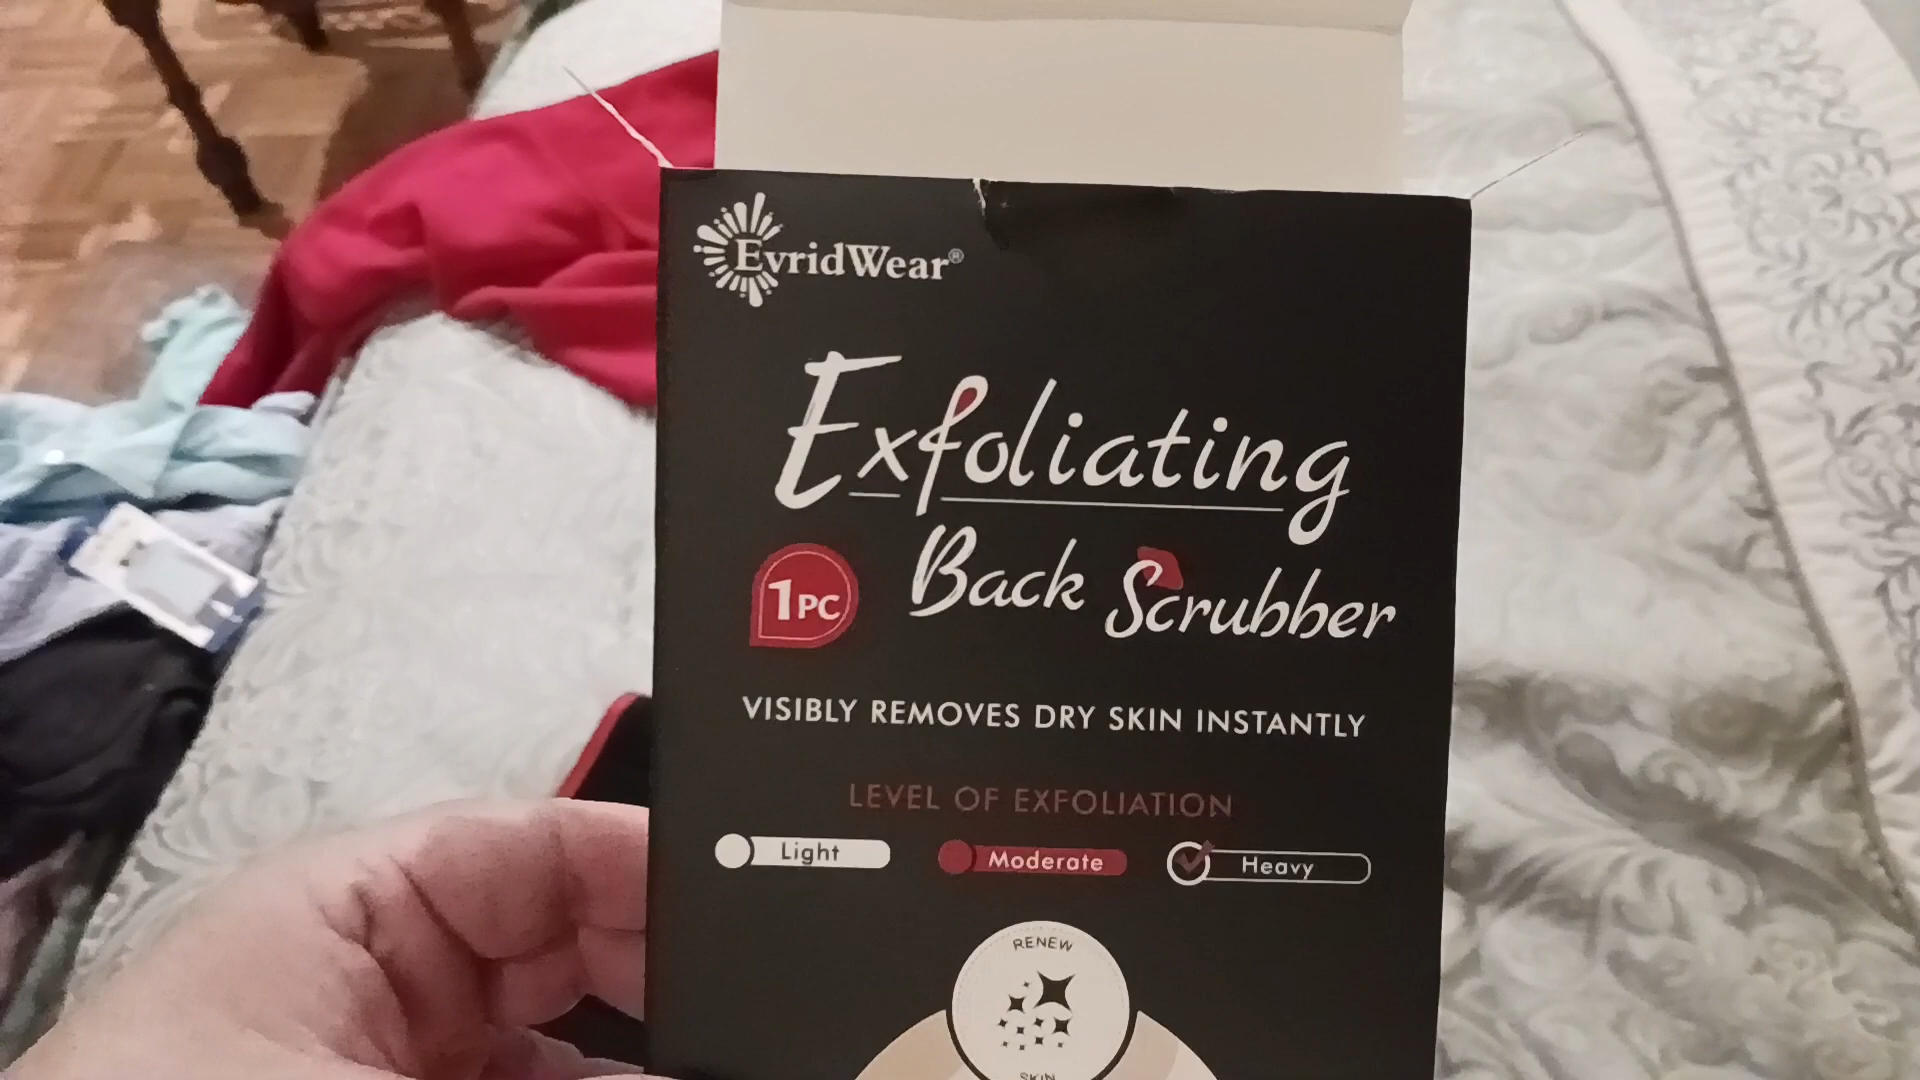 EvridWear®
Exfoliating
1PC
Back Scrubber
VISIBLY REMOVES DRY SKIN INSTANTLY
LEVEL OF EXFOLIATION
Light Moderate Heavy
RENEW
SKIN